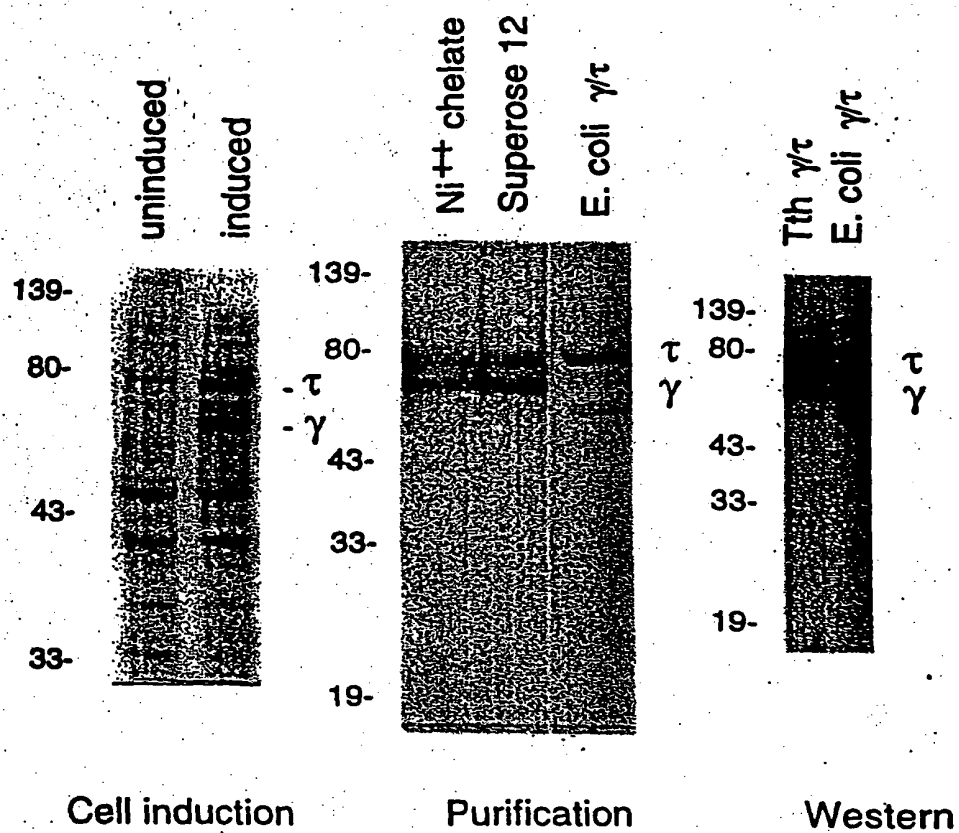 uninduced
induced
139-
80-
- τ
- γ
43-
33-
Cell induction
Ni++ chelate
Superose 12
E. coli γ/τ
139-
80-
τ
γ
43-
33-
19-
Purification
Tth γ/τ
E. coli γ/τ
139-
80-
τ
γ
43-
33-
19-
Western